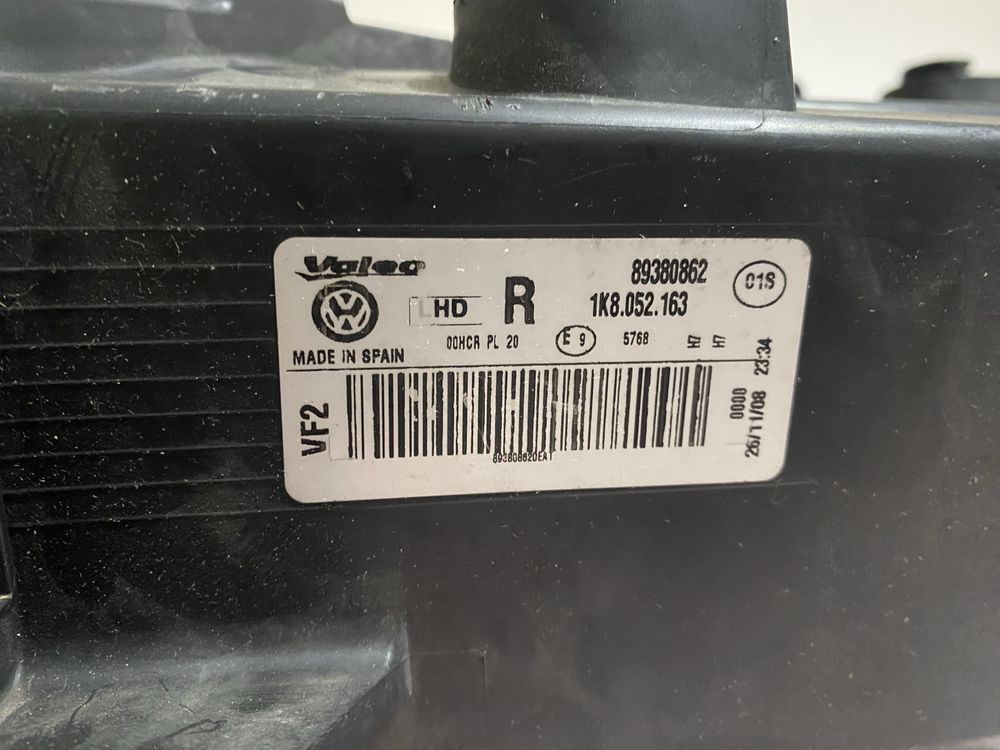 Valeo
89380862
01S
LHD R 1K8.052.163
00HCR PL 20 E 9 5768 H7 H7
MADE IN SPAIN
VF2
89380862DEAT
0000
26/11/08 23:34